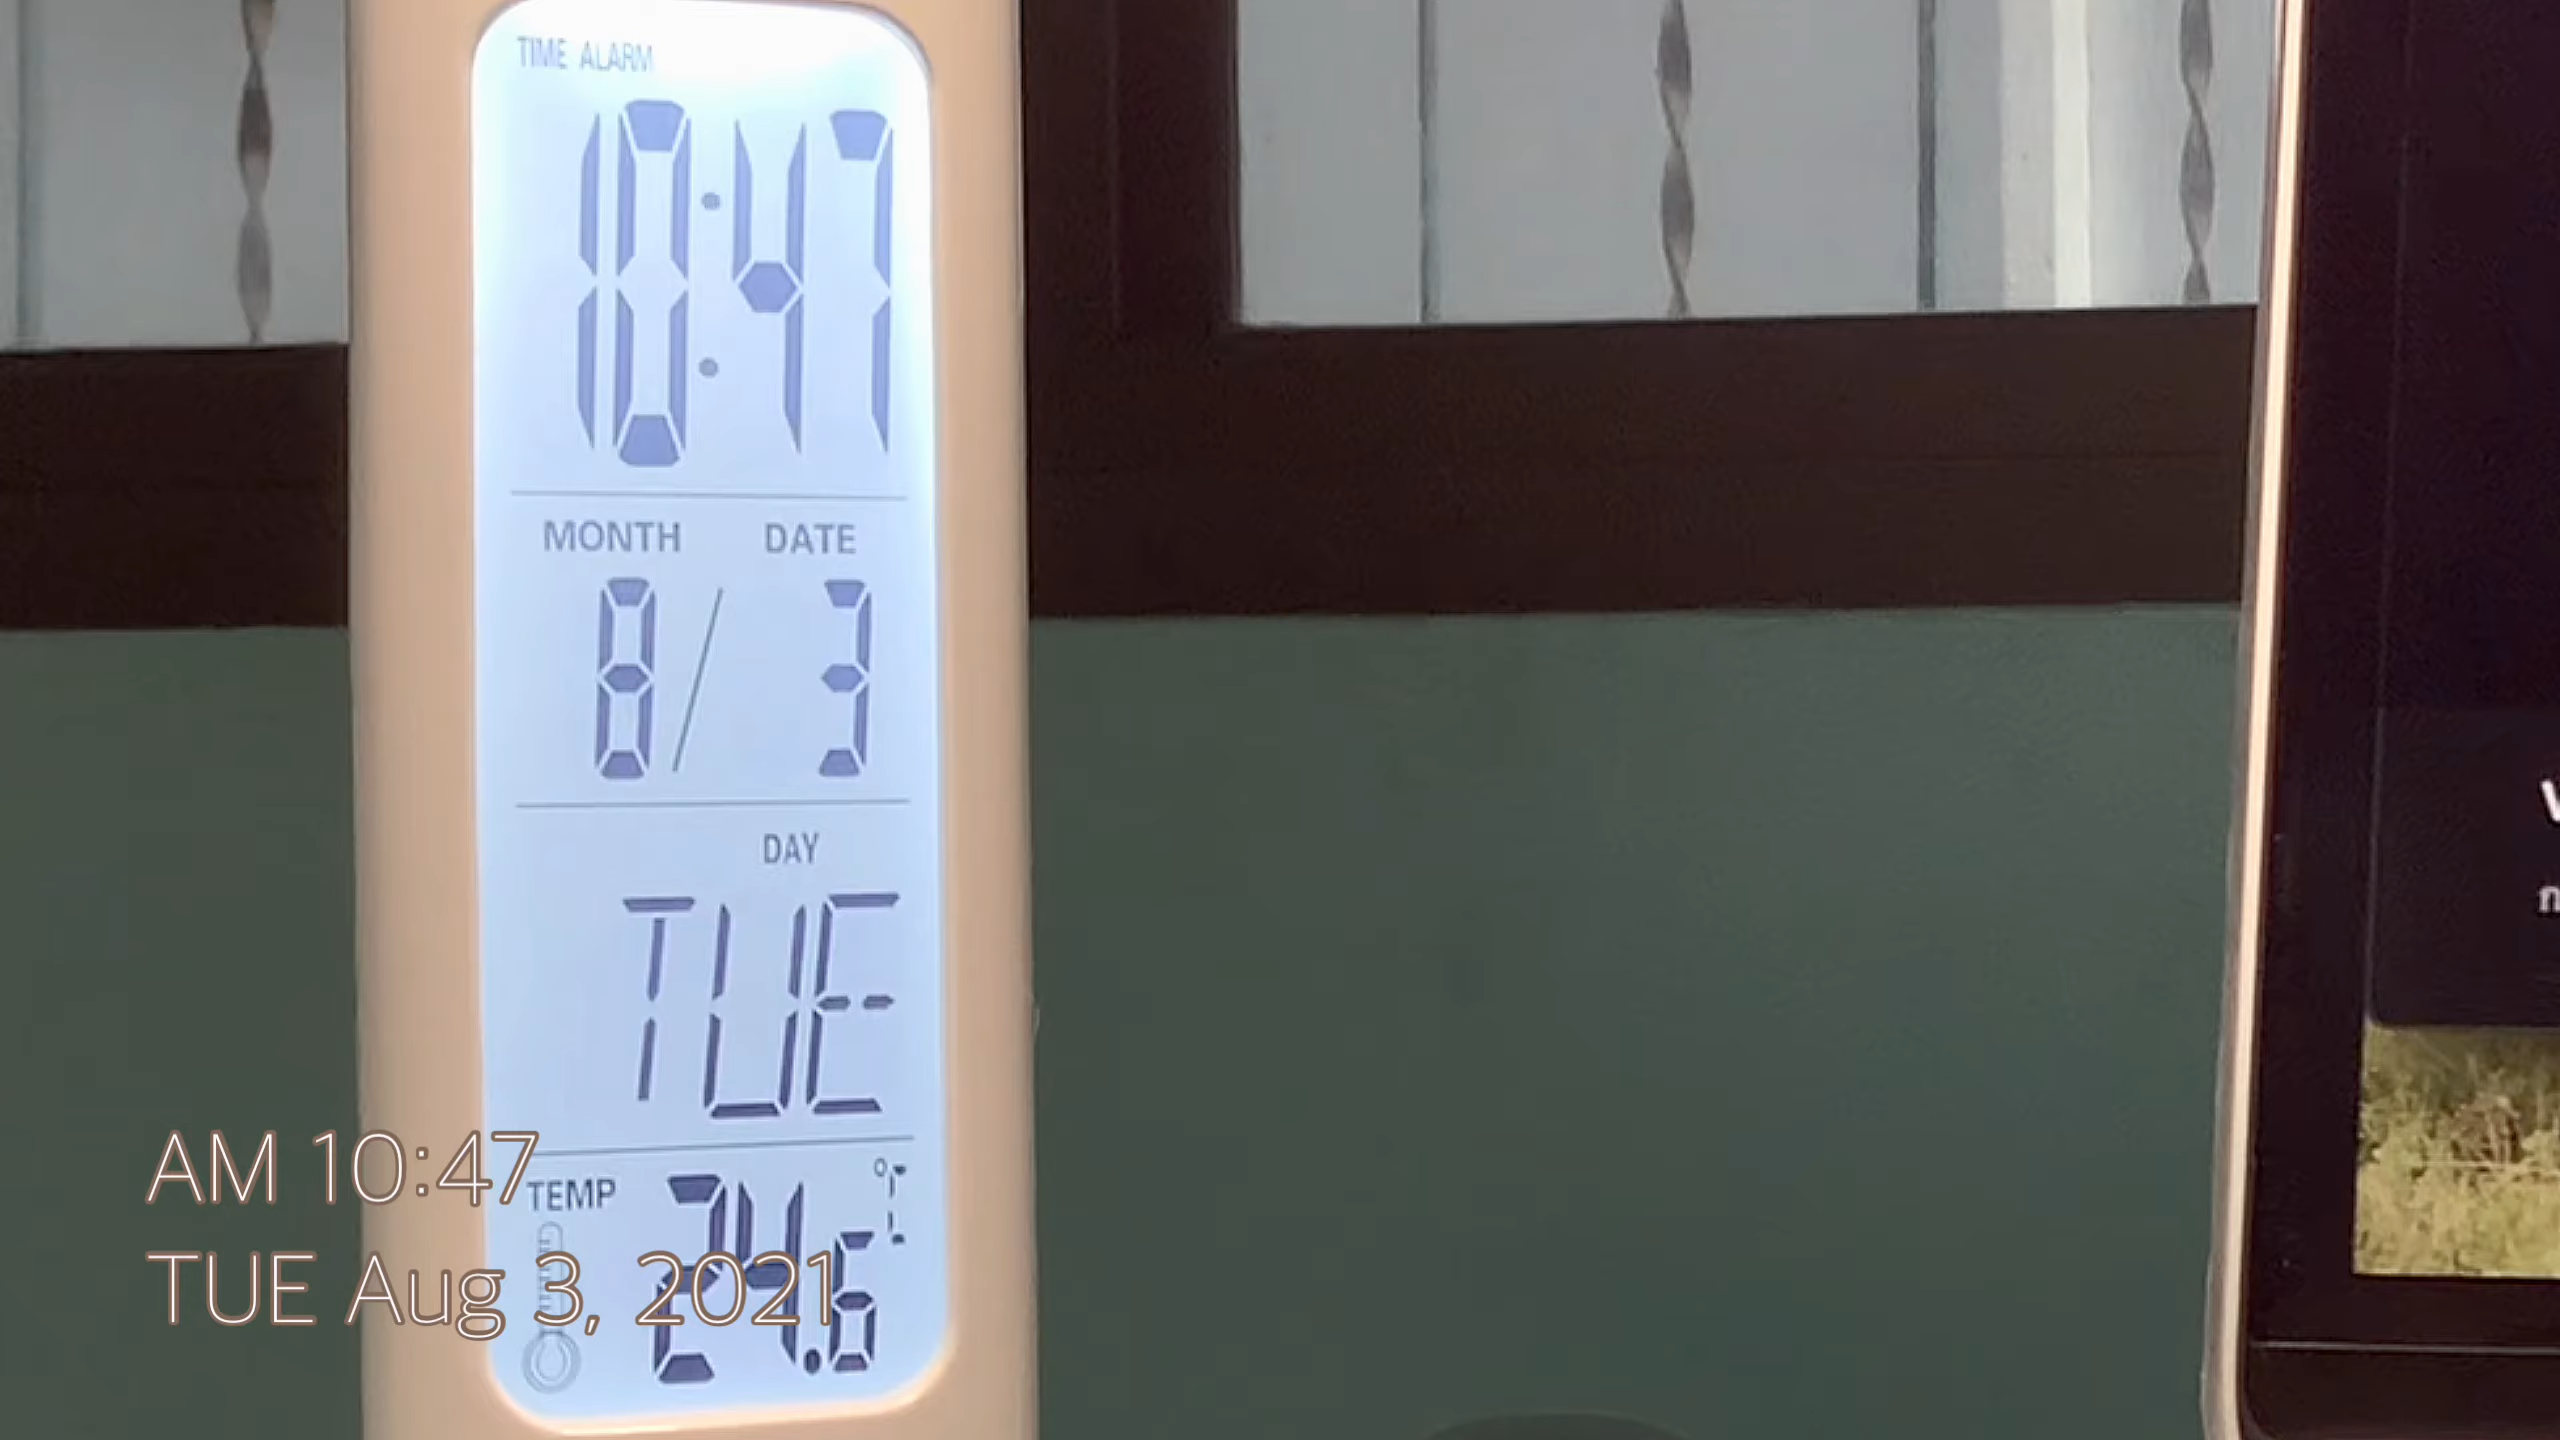 TIME ALARM
10:47
MONTH DATE
8/ 3
DAY
TUE
TEMP 24.6 °C
AM 10:47
TUE Aug 3, 2021